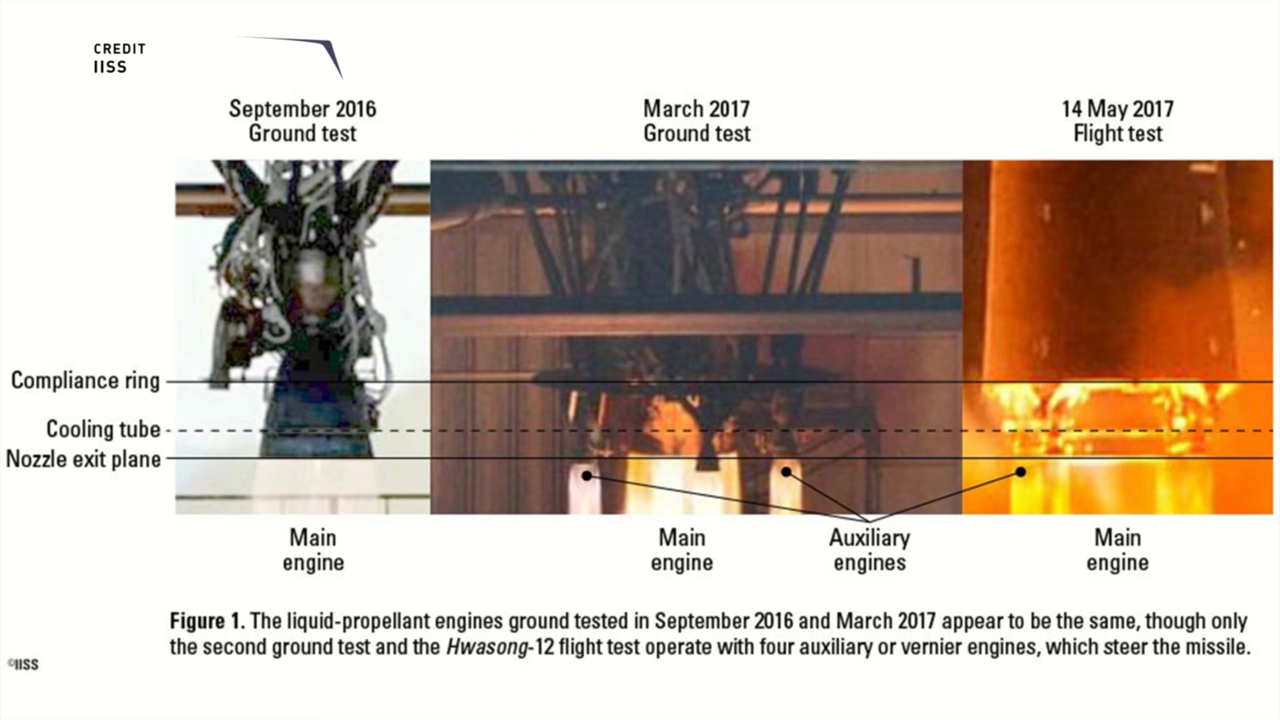 CREDIT
IISS
September 2016
Ground test
March 2017
Ground test
14 May 2017
Flight test
Compliance ring
Cooling tube
Nozzle exit plane
Main
engine
Main
engine
Auxiliary
engines
Main
engine
Figure 1. The liquid-propellant engines ground tested in September 2016 and March 2017 appear to be the same, though only
the second ground test and the Hwasong-12 flight test operate with four auxiliary or vernier engines, which steer the missile.
©IISS